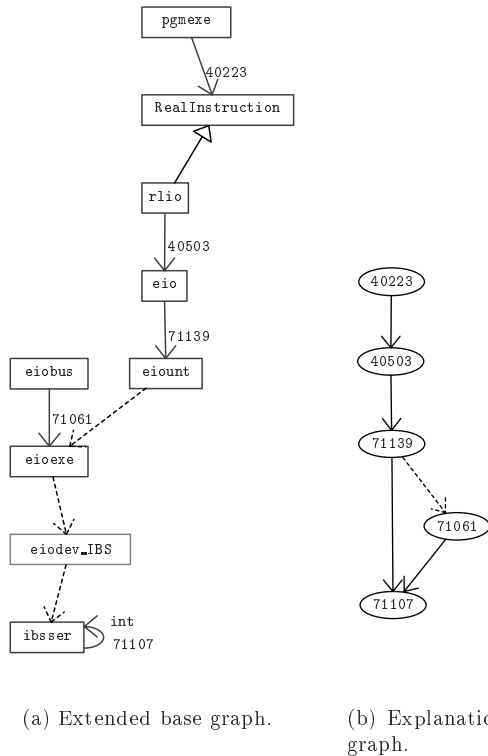 pgmexe
40223
RealInstruction
rlio
40503
eio
71139
eiobus
eiount
71061
eioexe
eiodev_IBS
ibsser
int
71107
(a) Extended base graph.
40223
40503
71139
71061
71107
(b) Explanatio
graph.